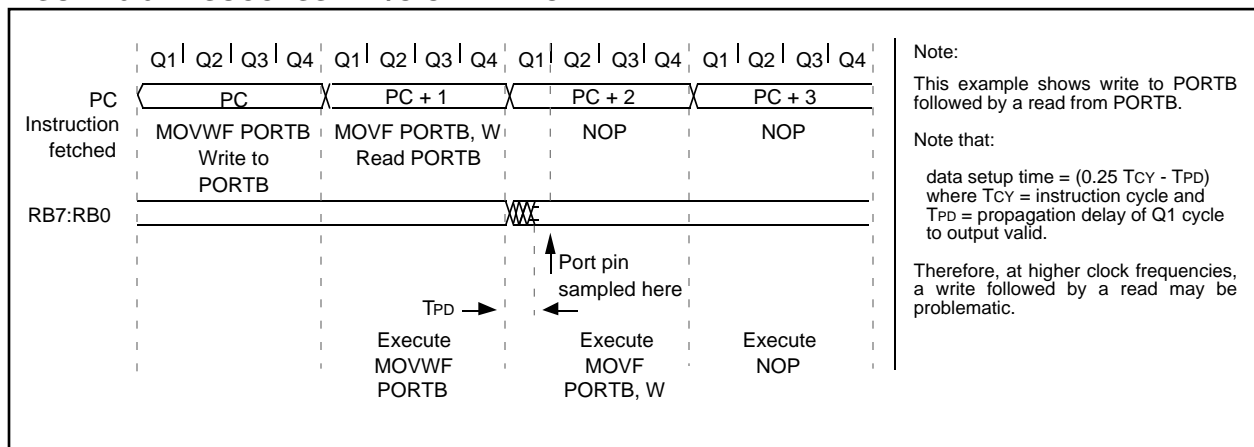 Q1 Q2 Q3 Q4 Q1 Q2 Q3 Q4 Q1 Q2 Q3 Q4 Q1 Q2 Q3 Q4
PC PC PC + 1 PC + 2 PC + 3
Instruction
fetched
MOVWF PORTB
Write to
PORTB
MOVF PORTB, W
Read PORTB
NOP
NOP
RB7:RB0
Port pin
sampled here
TPD
Execute
MOVWF
PORTB
Execute
MOVF
PORTB, W
Execute
NOP
Note:
This example shows write to PORTB
followed by a read from PORTB.
Note that:
data setup time = (0.25 TCY - TPD)
where TCY = instruction cycle and
TPD = propagation delay of Q1 cycle
to output valid.
Therefore, at higher clock frequencies,
a write followed by a read may be
problematic.